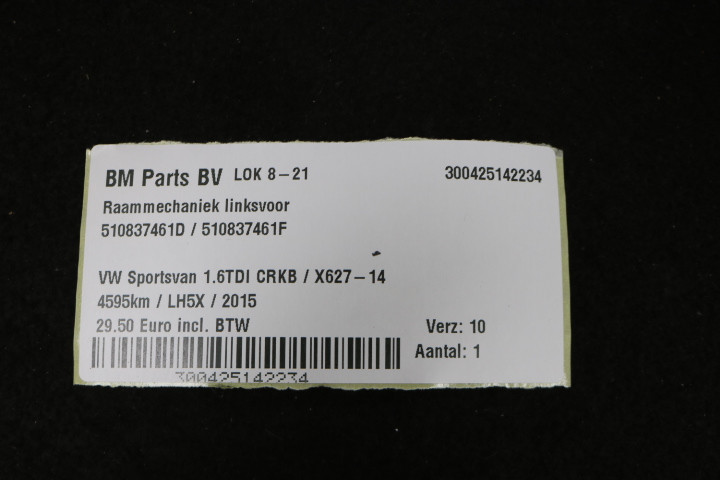 BM Parts BV LOK 8-21 300425142234
Raammechaniek linksvoor
510837461D / 510837461F
VW Sportsvan 1.6TDI CRKB / X627-14
4595km / LH5X / 2015
29.50 Euro incl. BTW Verz: 10
Aantal: 1
300425142234